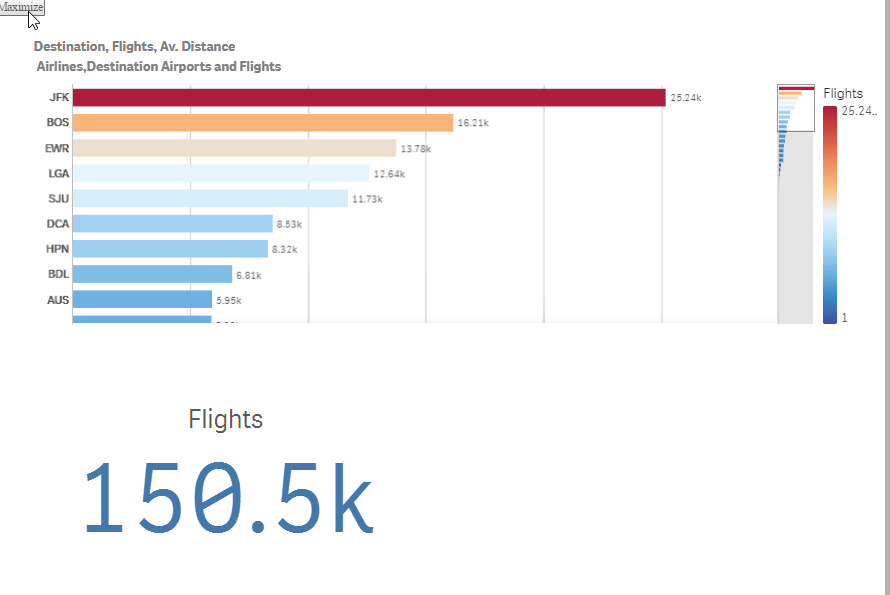 Maximize
Destination, Flights, Av. Distance
Airlines,Destination Airports and Flights
JFK 25.24k
BOS 16.21k
EWR 13.78k
LGA 12.64k
SJU 11.73k
DCA 8.53k
HPN 8.32k
BDL 6.81k
AUS 5.95k
Flights
25.24..
1
Flights
150.5k